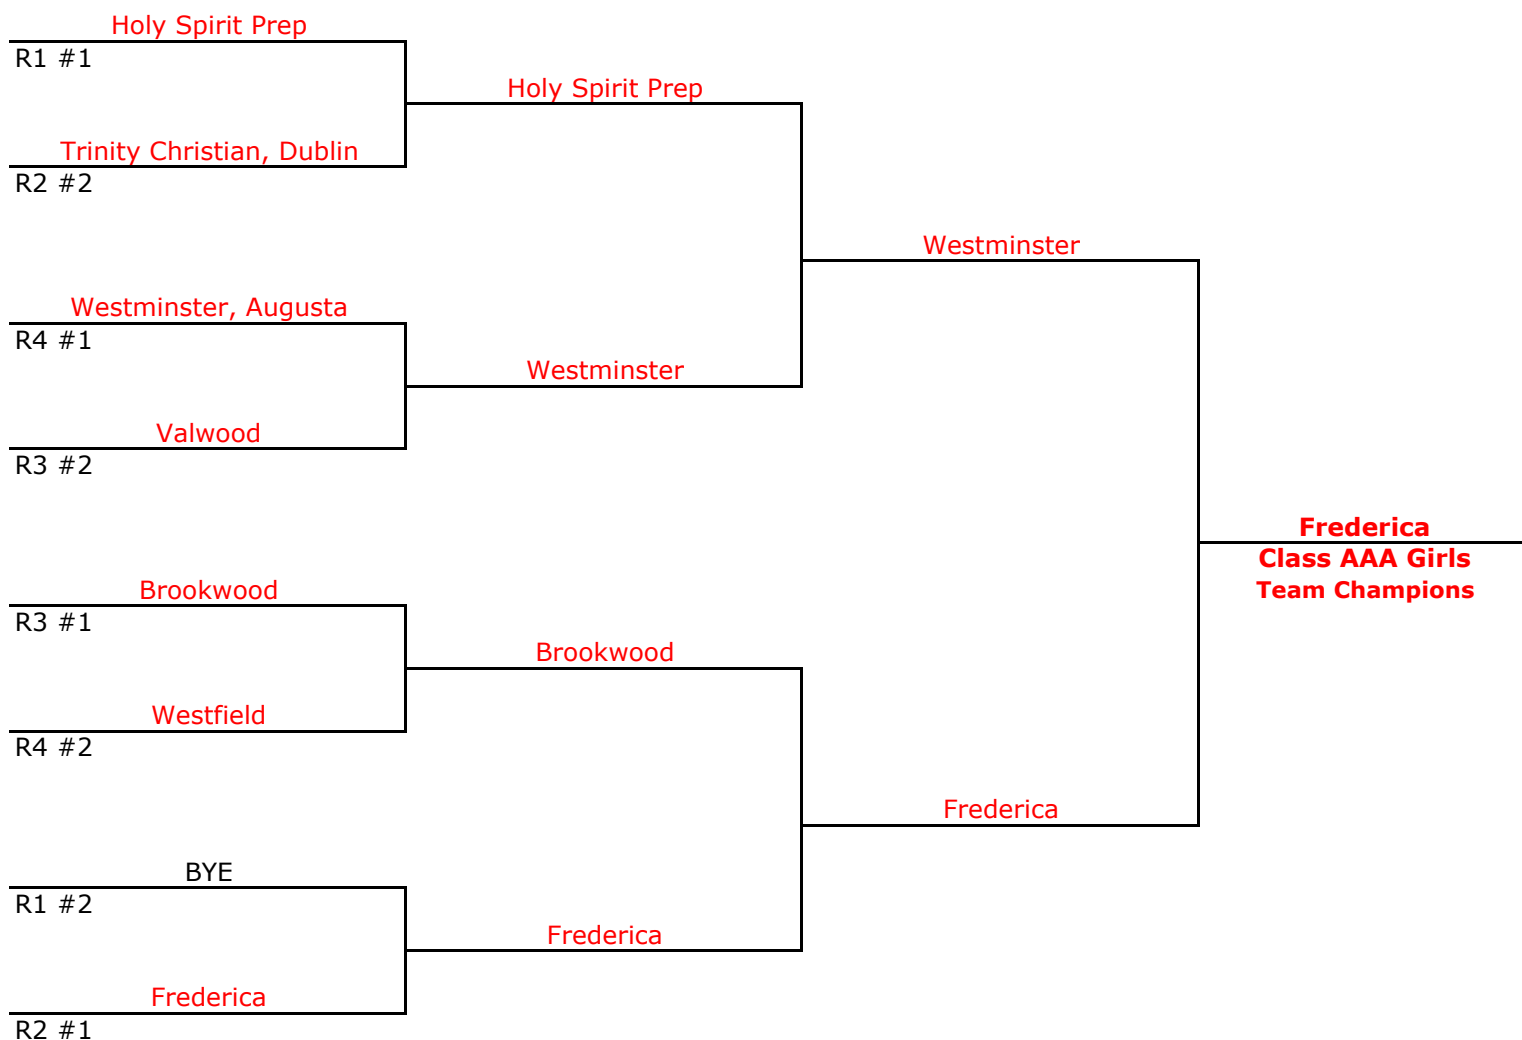 Holy Spirit Prep
R1 #1
Holy Spirit Prep
Trinity Christian, Dublin
R2 #2
Westminster
Westminster, Augusta
R4 #1
Westminster
Valwood
R3 #2
Frederica
Class AAA Girls
Team Champions
Brookwood
R3 #1
Brookwood
Westfield
R4 #2
Frederica
BYE
R1 #2
Frederica
Frederica
R2 #1